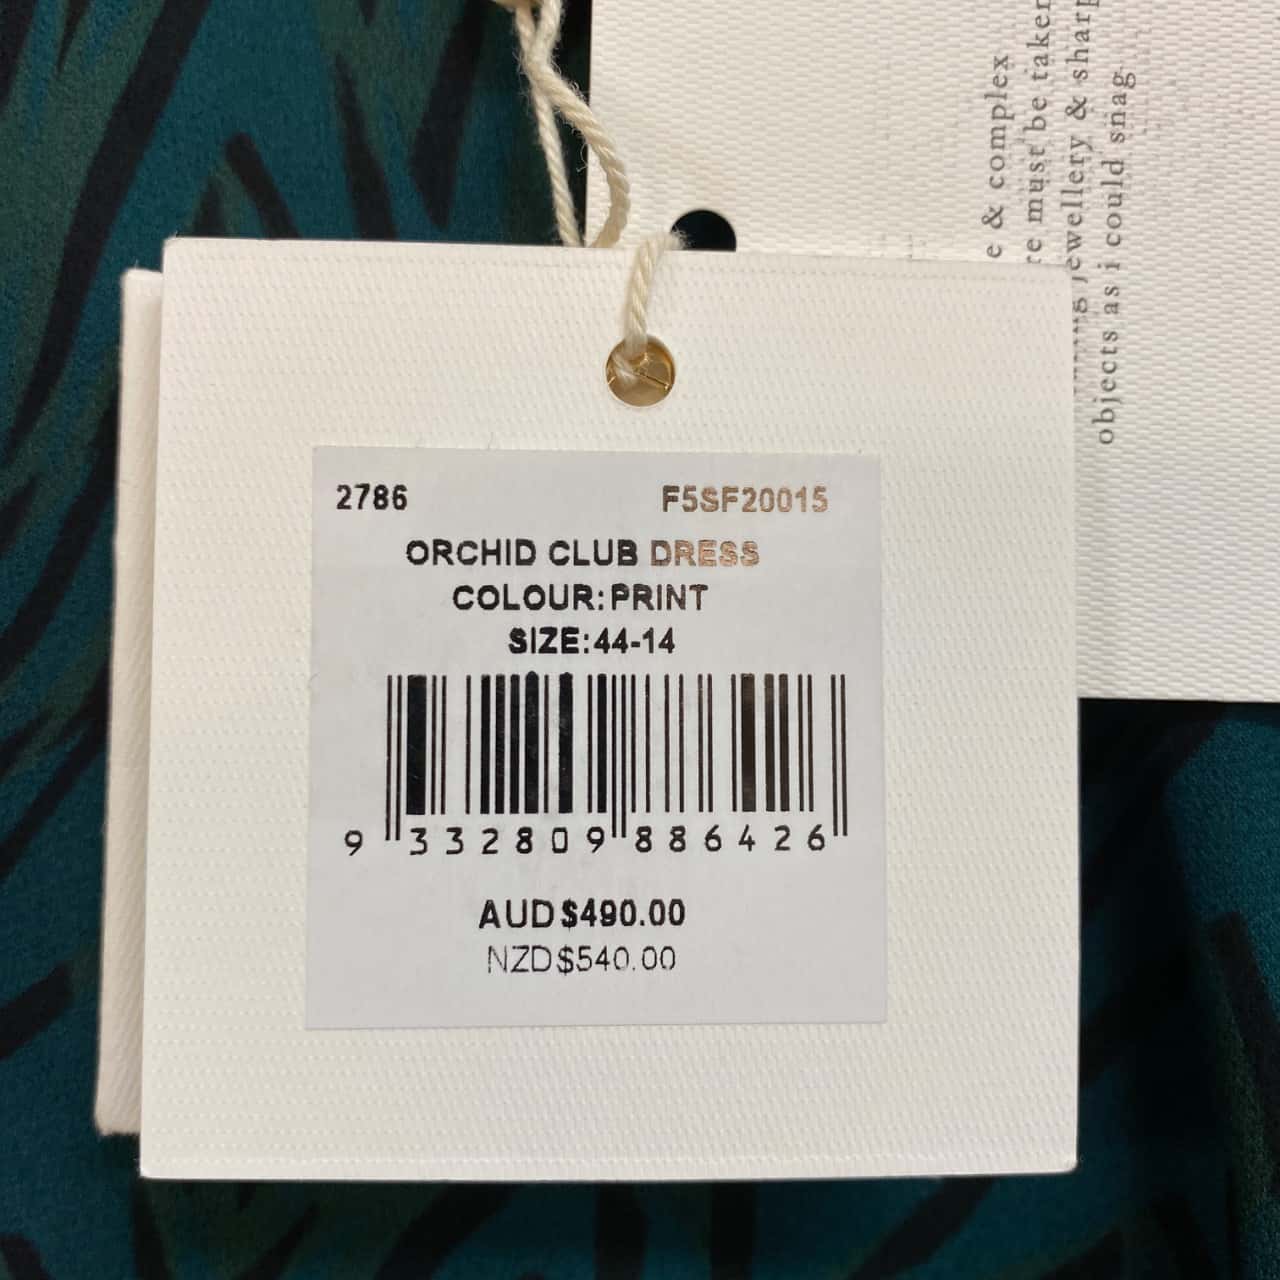 e & complex
re must be taken
jewellery & sharp
objects as i could snag
2786 F5SF20015
ORCHID CLUB DRESS
COLOUR:PRINT
SIZE:44-14
9 332809 886426
AUD$490.00
NZD$540.00